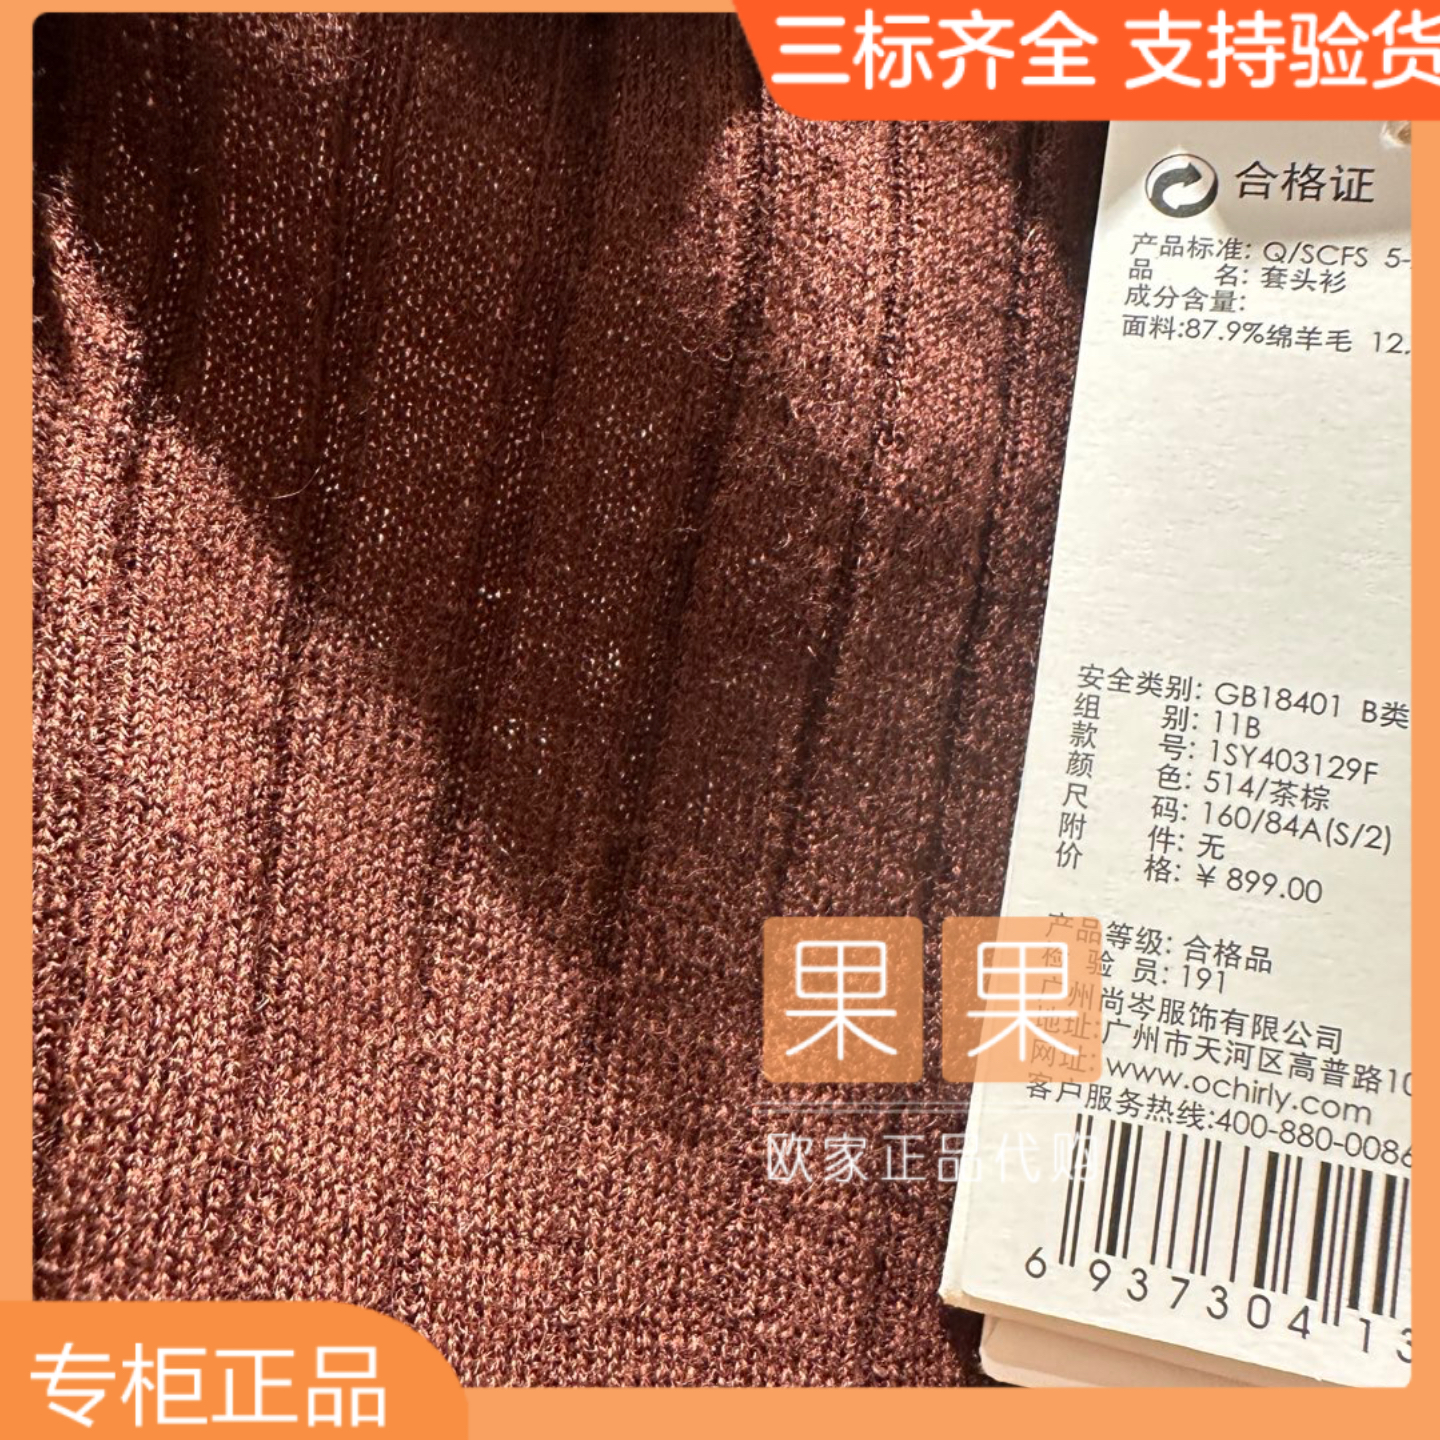 三标齐全 支持验货
合格证
产品标准: Q/SCFS 5-
品 名: 套头衫
成分含量:
面料:87.9%绵羊毛 12.
安全类别: GB18401 B类
组 别: 11B
款 号: 1SY403129F
颜 色: 514/茶棕
尺 码: 160/84A(S/2)
附 件: 无
价 格: ¥ 899.00
产品等级: 合格品
检 验 员: 191
广州尚岑服饰有限公司
地址:广州市天河区高普路10
网址: www.ochirly.com
客户服务热线:400-880-0086
6 937304 13
果果
欧家正品代购
专柜正品